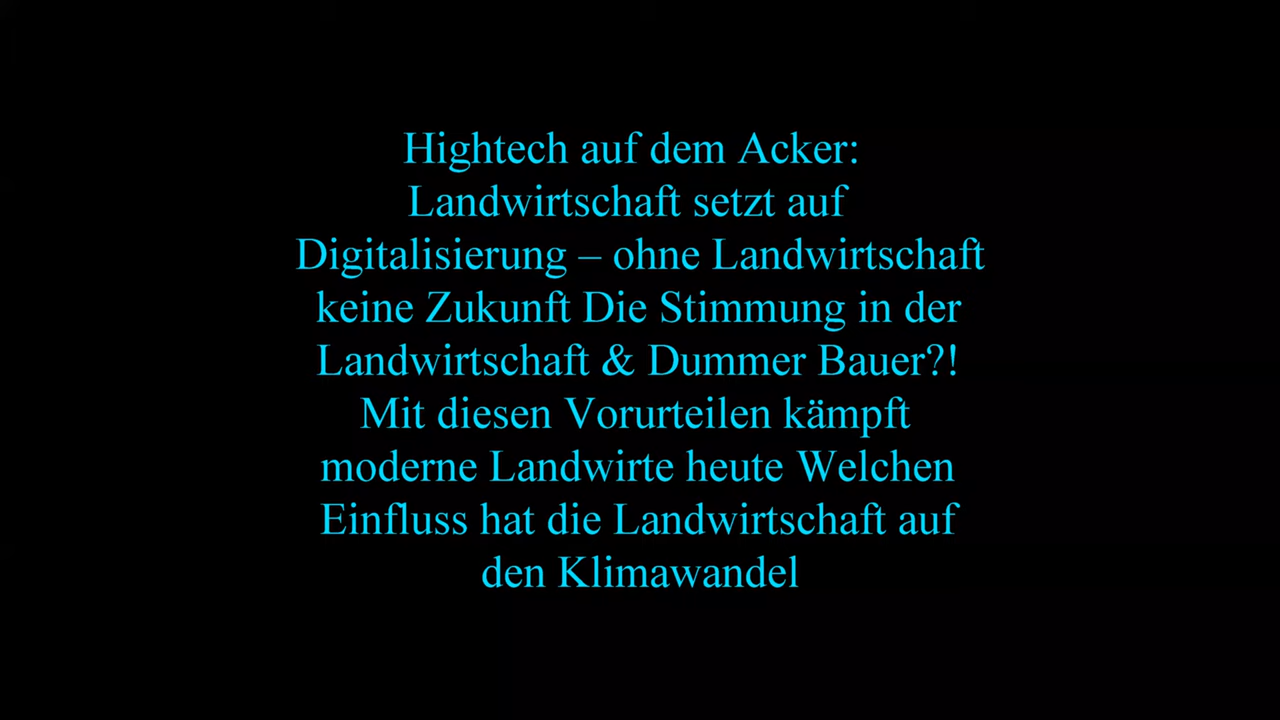 Hightech auf dem Acker:
Landwirtschaft setzt auf
Digitalisierung – ohne Landwirtschaft
keine Zukunft Die Stimmung in der
Landwirtschaft & Dummer Bauer?!
Mit diesen Vorurteilen kämpft
moderne Landwirte heute Welchen
Einfluss hat die Landwirtschaft auf
den Klimawandel